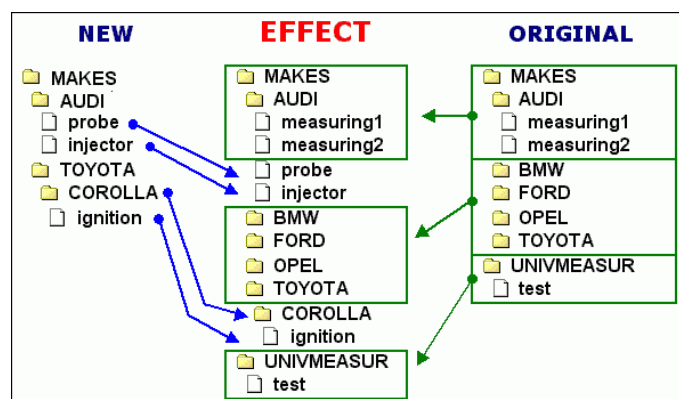 NEW
MAKES
AUDI
probe
injector
TOYOTA
COROLLA
ignition
EFFECT
MAKES
AUDI
measuring1
measuring2
probe
injector
BMW
FORD
OPEL
TOYOTA
COROLLA
ignition
UNIVMEASUR
test
ORIGINAL
MAKES
AUDI
measuring1
measuring2
BMW
FORD
OPEL
TOYOTA
UNIVMEASUR
test